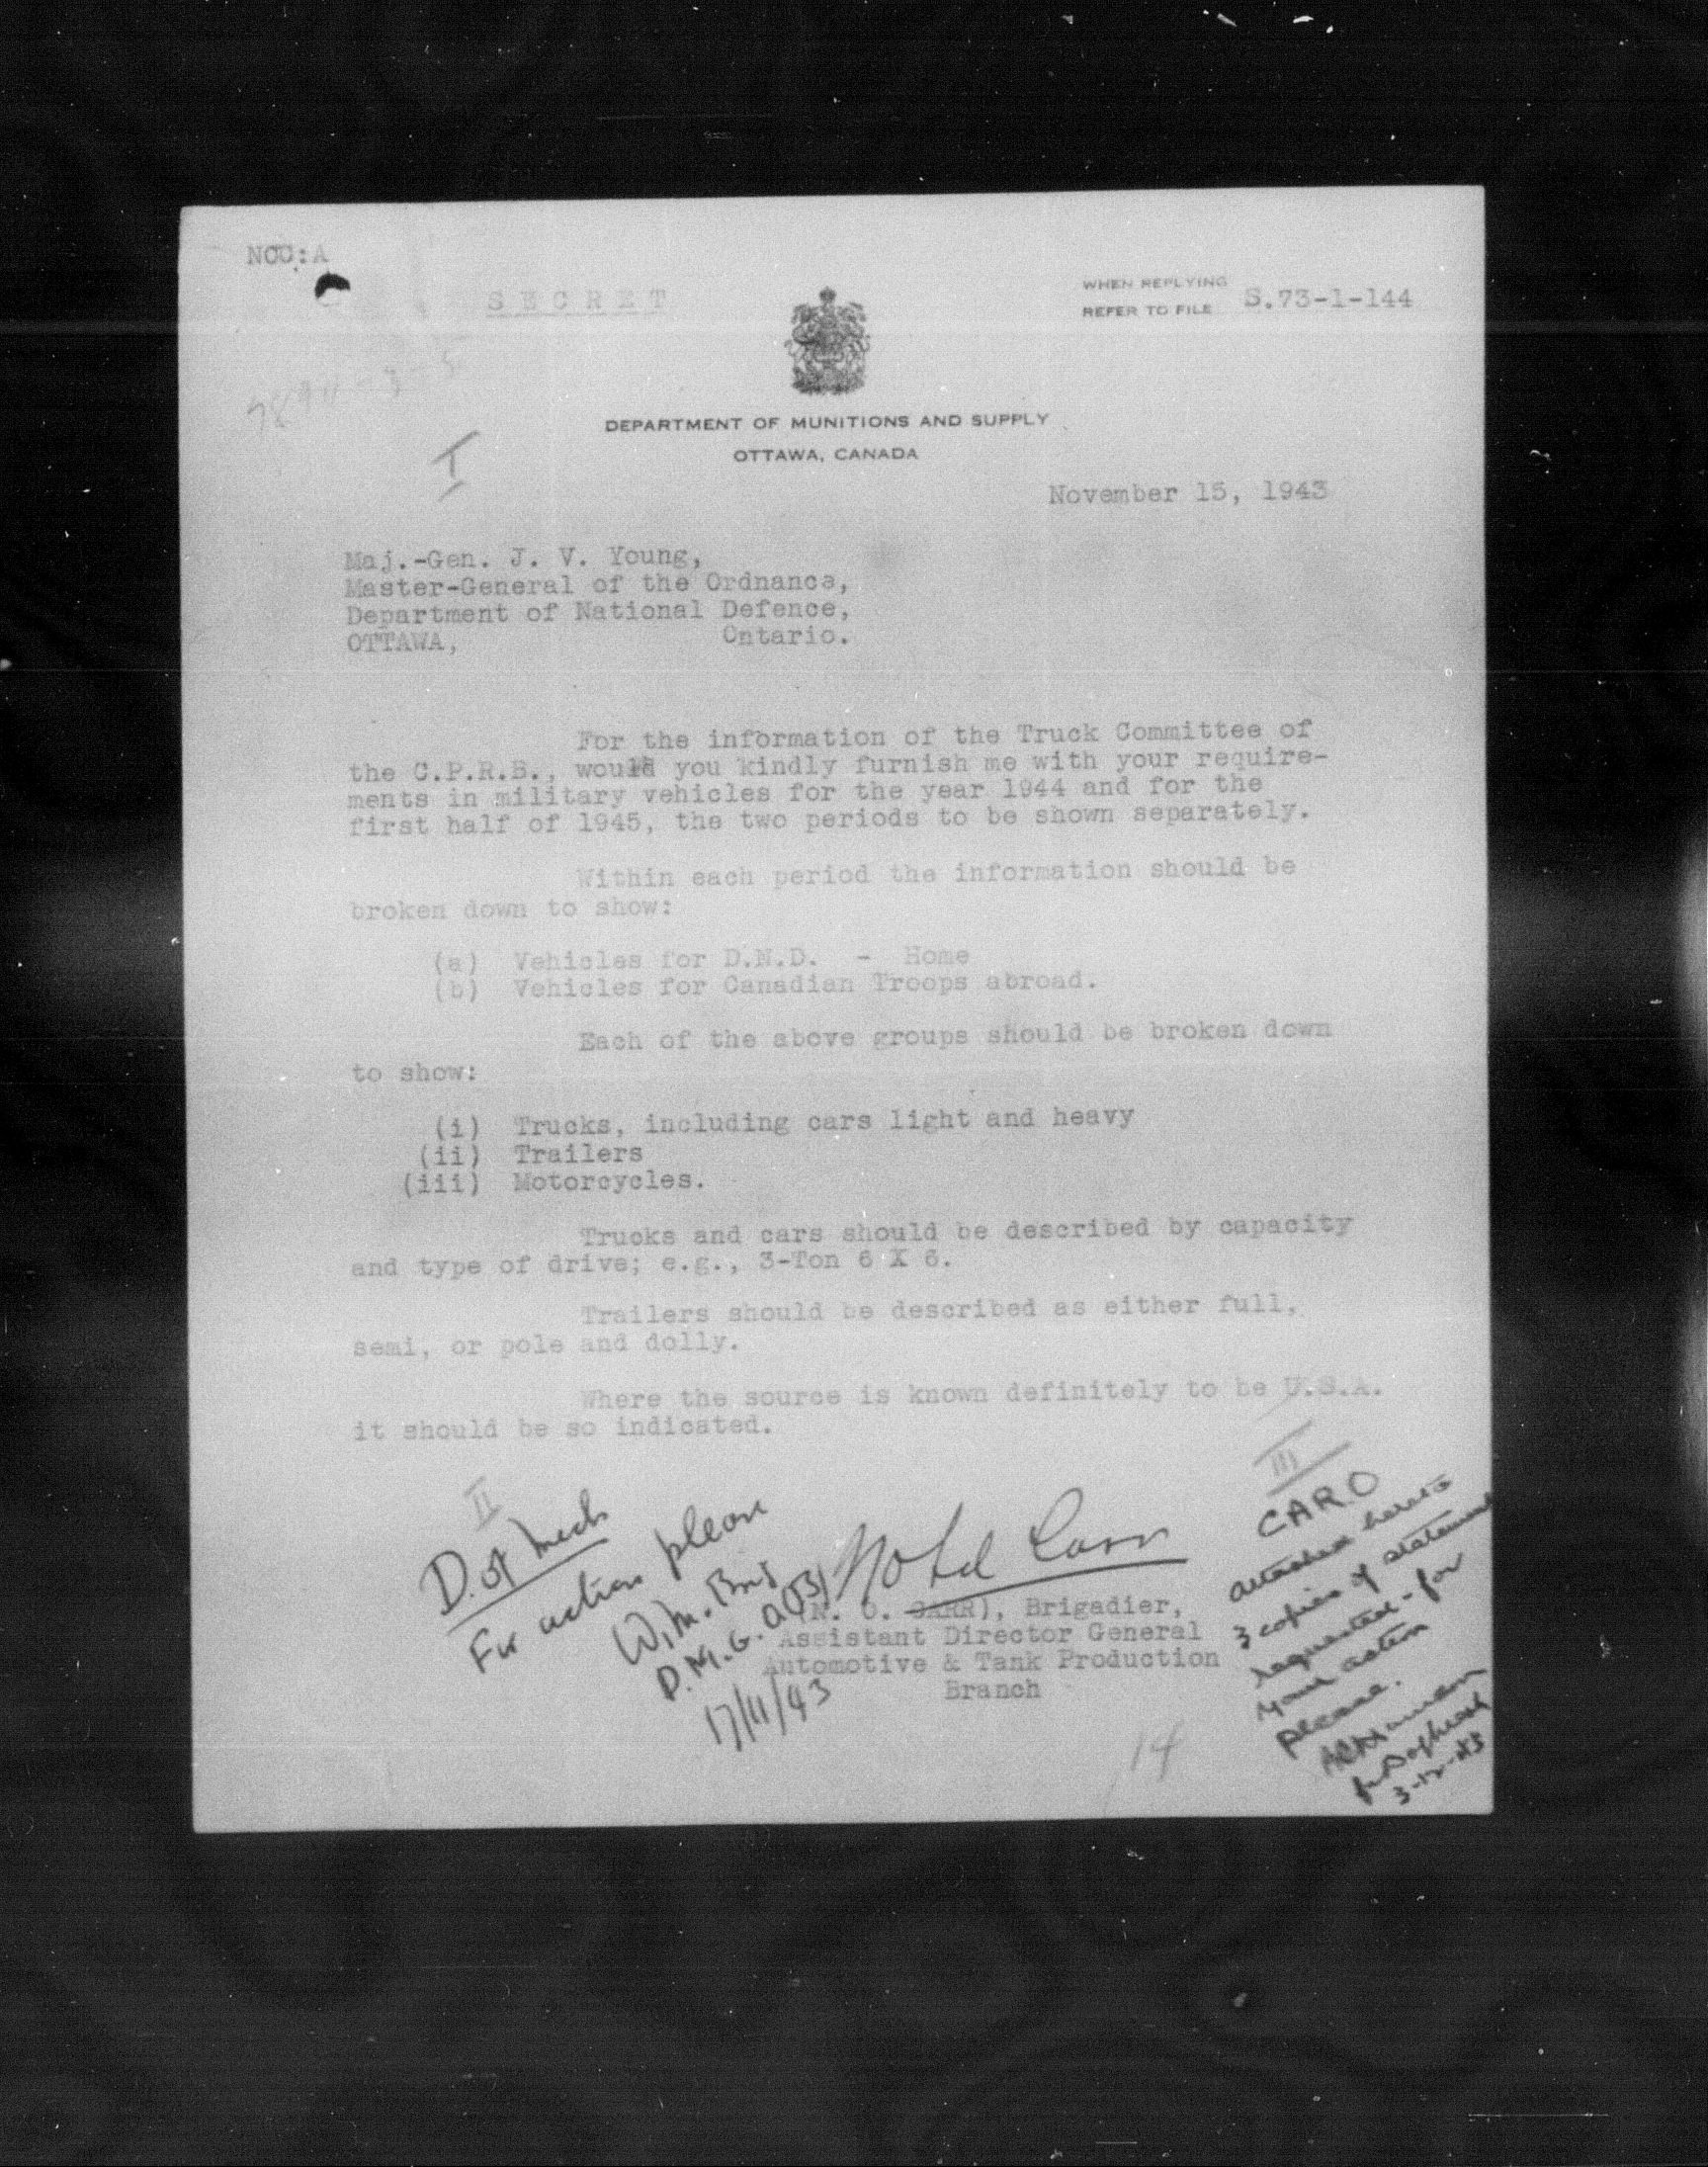 NOC:A
SECRET
WHEN REPLYING
REFER TO FILE S.73-1-144
DEPARTMENT OF MUNITIONS AND SUPPLY
OTTAWA, CANADA
I
November 15, 1943
Maj.-Gen. J. V. Young,
Master-General of the Ordnance,
Department of National Defence,
OTTAWA, Ontario.
For the information of the Truck Committee of
the C.P.R.B., would you kindly furnish me with your require-
ments in military vehicles for the year 1944 and for the
first half of 1945, the two periods to be shown separately.
Within each period the information should be
broken down to show:
(a) Vehicles for D.N.D. - Home
(b) Vehicles for Canadian Troops abroad.
Each of the above groups should be broken down
to show:
(i) Trucks, including cars light and heavy
(ii) Trailers
(iii) Motorcycles.
Trucks and cars should be described by capacity
and type of drive; e.g., 3-Ton 6 X 6.
Trailers should be described as either full,
semi, or pole and dolly.
Where the source is known definitely to be U.S.A.
it should be so indicated.
(N. O. CARR), Brigadier,
Assistant Director General
Automotive & Tank Production
Branch
II
D. of Mech
For action please
D.M.G.O(B)
17/11/43
III
CARO
attached hereto
3 copies of statement
requested - for
your action
please.
3-12-43
14